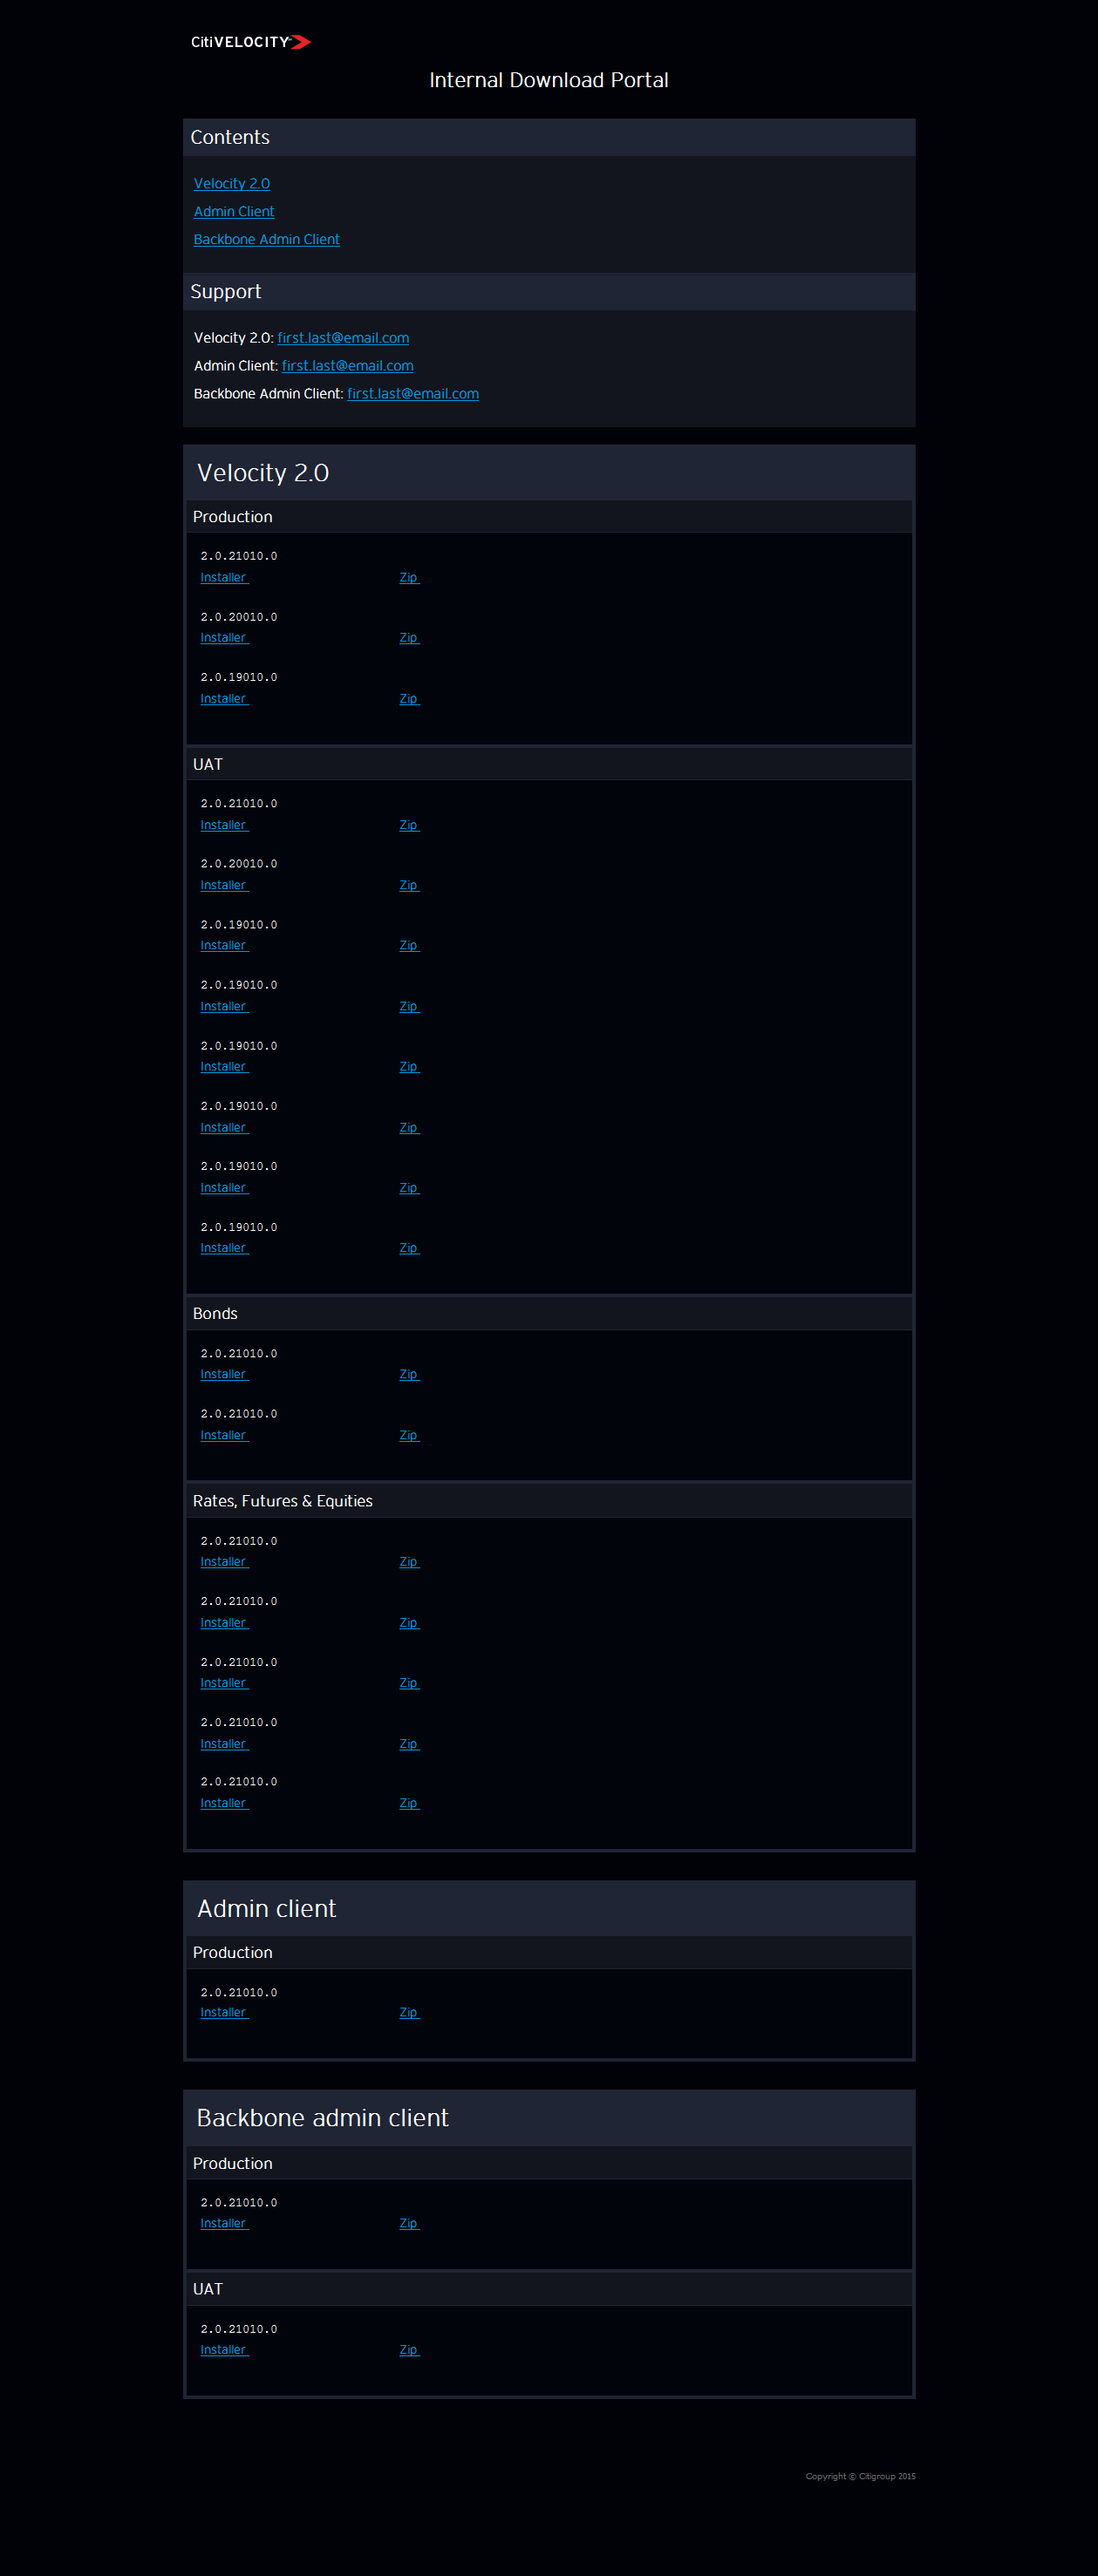 CitiVELOCITY
Internal Download Portal
Contents
Velocity 2.0
Admin Client
Backbone Admin Client
Support
Velocity 2.0: first.last@email.com
Admin Client: first.last@email.com
Backbone Admin Client: first.last@email.com
Velocity 2.0
Production
2.0.21010.0
Installer Zip
2.0.20010.0
Installer Zip
2.0.19010.0
Installer Zip
UAT
2.0.21010.0
Installer Zip
2.0.20010.0
Installer Zip
2.0.19010.0
Installer Zip
2.0.19010.0
Installer Zip
2.0.19010.0
Installer Zip
2.0.19010.0
Installer Zip
2.0.19010.0
Installer Zip
2.0.19010.0
Installer Zip
Bonds
2.0.21010.0
Installer Zip
2.0.21010.0
Installer Zip
Rates, Futures & Equities
2.0.21010.0
Installer Zip
2.0.21010.0
Installer Zip
2.0.21010.0
Installer Zip
2.0.21010.0
Installer Zip
2.0.21010.0
Installer Zip
Admin client
Production
2.0.21010.0
Installer Zip
Backbone admin client
Production
2.0.21010.0
Installer Zip
UAT
2.0.21010.0
Installer Zip
Copyright © Citigroup 2015